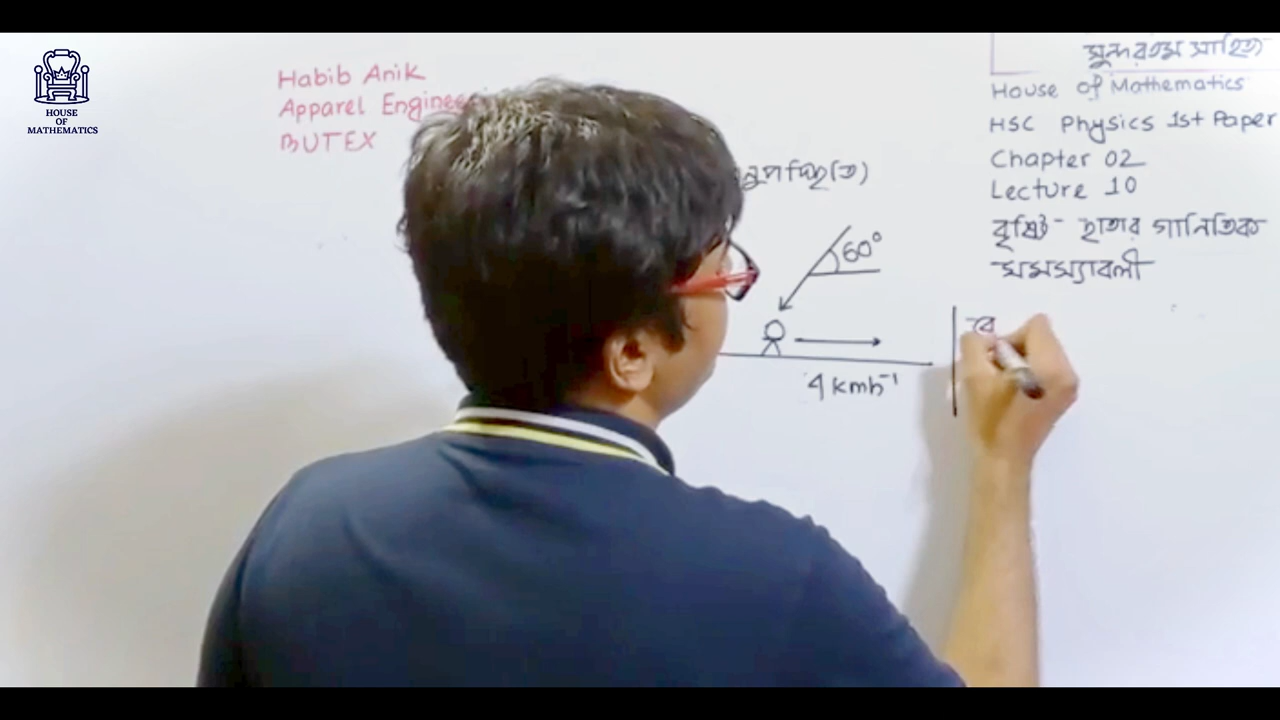 HOUSE
OF
MATHEMATICS
Habib Anik
Apparel
BUTEX
সুন্দরতম সাহিত্য
House of Mathematics
HSC Physics 1st Paper
Chapter 02
Lecture 10
বৃষ্টি - ছাতার গানিতিক
সমস্যাবলী
60°
4 kmh⁻¹